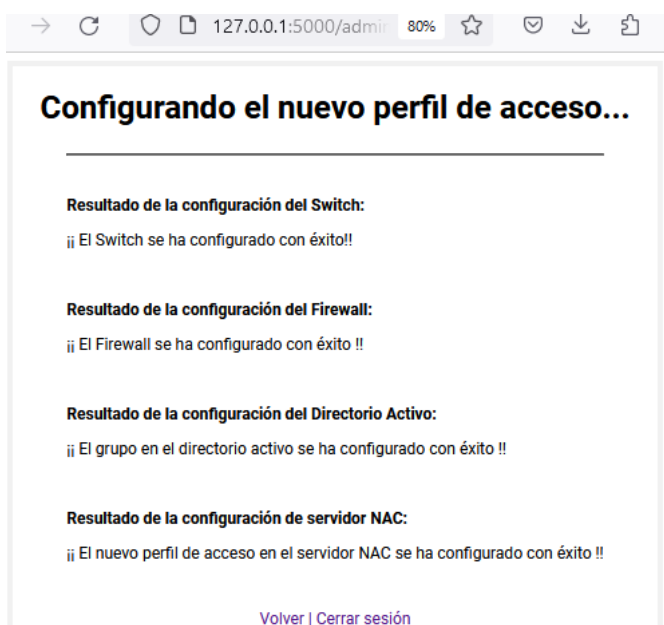 127.0.0.1:5000/admin 80%
Configurando el nuevo perfil de acceso...
Resultado de la configuración del Switch:
¡¡ El Switch se ha configurado con éxito!!
Resultado de la configuración del Firewall:
¡¡ El Firewall se ha configurado con éxito !!
Resultado de la configuración del Directorio Activo:
¡¡ El grupo en el directorio activo se ha configurado con éxito !!
Resultado de la configuración de servidor NAC:
¡¡ El nuevo perfil de acceso en el servidor NAC se ha configurado con éxito !!
Volver | Cerrar sesión